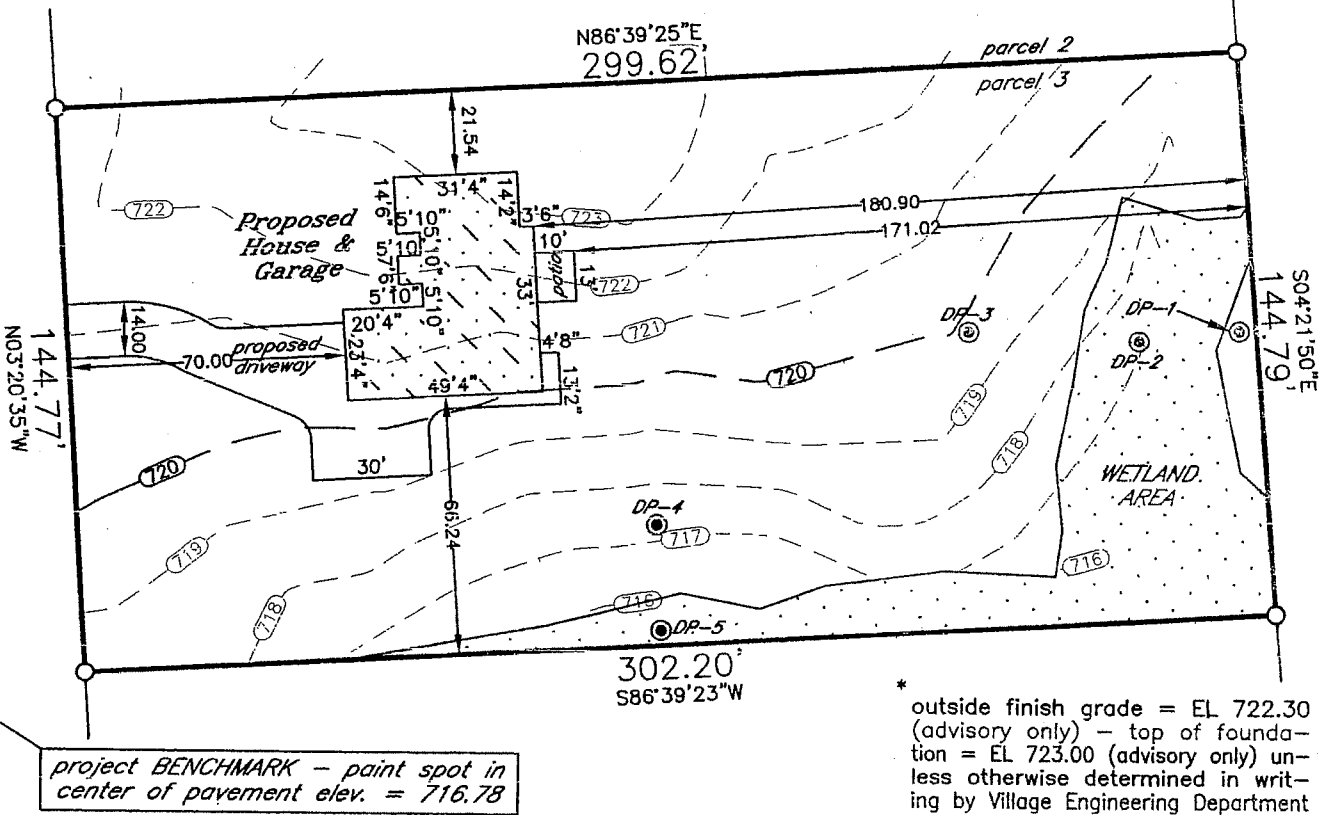 N86°39'25"E
299.62'
parcel 2
parcel 3
21.54
31'4"
14'6"
14'2"
3'6"
723
180.90
171.02
722
Proposed
House &
Garage
5'10"
5'10"
5'10"
7'6"
5'10"
5'10"
10'
13'
patio
33'
722
721
20'4"
23'4"
49'4"
4'8"
13'2"
14.00
70.00
proposed
driveway
30'
720
720
719
718
719
718
717
716
716
66.24
DP-1
DP-2
DP-3
DP-4
DP-5
WETLAND
AREA
N03°20'35"W
144.77'
S04°21'50"E
144.79'
302.20'
S86°39'23"W
project BENCHMARK – paint spot in
center of pavement elev. = 716.78
*
outside finish grade = EL 722.30
(advisory only) – top of founda–
tion = EL 723.00 (advisory only) un–
less otherwise determined in writ–
ing by Village Engineering Department